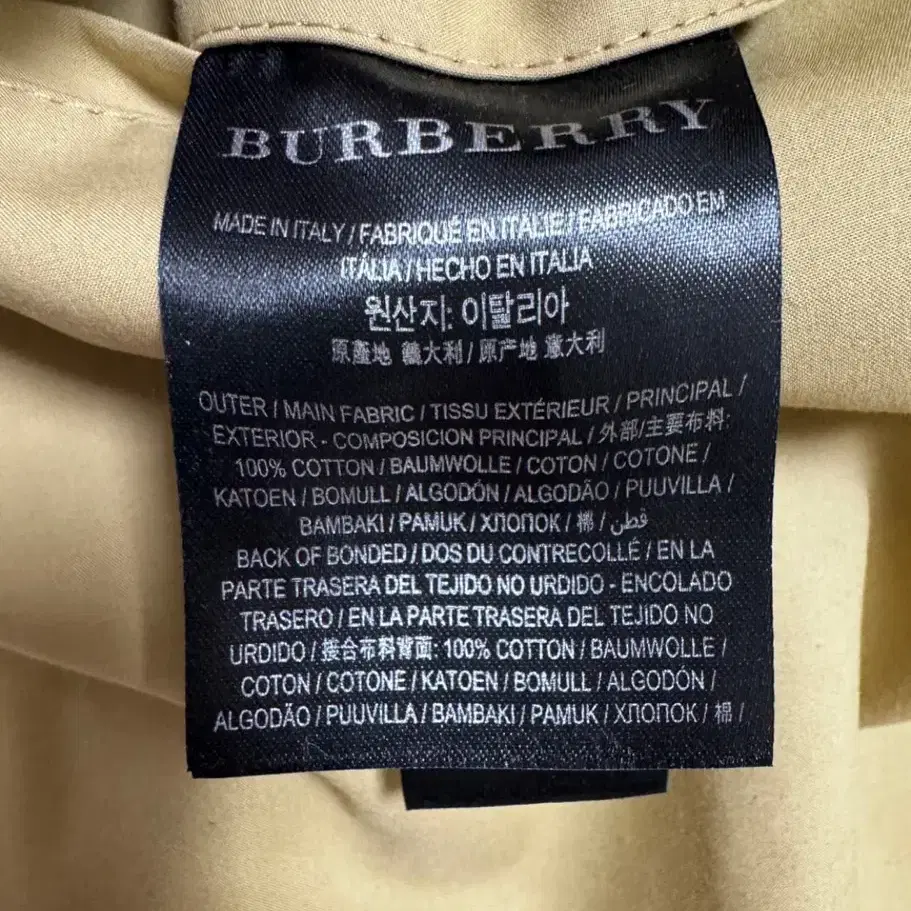 BURBERRY
MADE IN ITALY / FABRIQUÉ EN ITALIE / FABRICADO EM
ITÁLIA / HECHO EN ITALIA
원산지: 이탈리아
原產地 義大利 / 原产地 意大利
OUTER / MAIN FABRIC / TISSU EXTÉRIEUR / PRINCIPAL /
EXTERIOR - COMPOSICION PRINCIPAL / 外部/主要布料:
100% COTTON / BAUMWOLLE / COTON / COTONE /
KATOEN / BOMULL / ALGODÓN / ALGODÃO / PUUVILLA /
BAMBAKI / PAMUK / ХЛОПОК / 棉 / قطن
BACK OF BONDED / DOS DU CONTRECOLLÉ / EN LA
PARTE TRASERA DEL TEJIDO NO URDIDO - ENCOLADO
TRASERO / EN LA PARTE TRASERA DEL TEJIDO NO
URDIDO / 接合布料背面: 100% COTTON / BAUMWOLLE /
COTON / COTONE / KATOEN / BOMULL / ALGODÓN /
ALGODÃO / PUUVILLA / BAMBAKI / PAMUK / ХЛОПОК / 棉 /